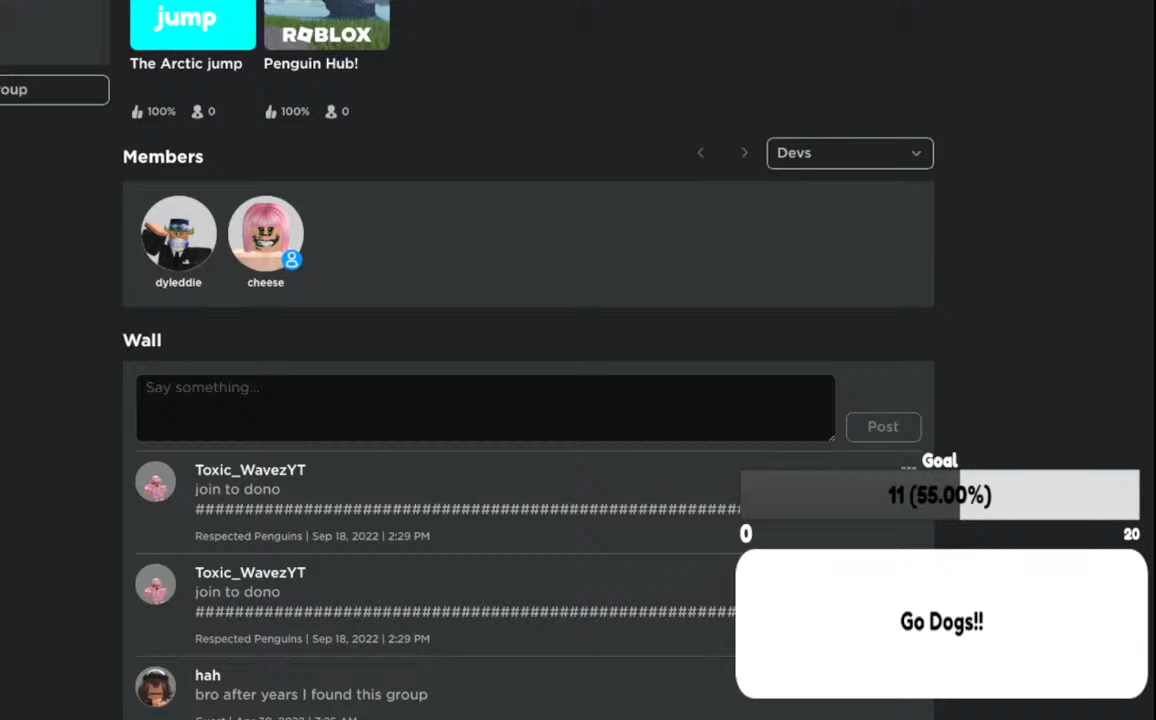 jump
ROBLOX
The Arctic jump
Penguin Hub!
oup
100% 0
100% 0
Members
Devs
dyleddie
cheese
Wall
Say something...
Post
Toxic_WavezYT
join to dono
Respected Penguins | Sep 18, 2022 | 2:29 PM
Toxic_WavezYT
join to dono
Respected Penguins | Sep 18, 2022 | 2:29 PM
hah
bro after years I found this group
Goal
11 (55.00%)
0
20
Go Dogs!!